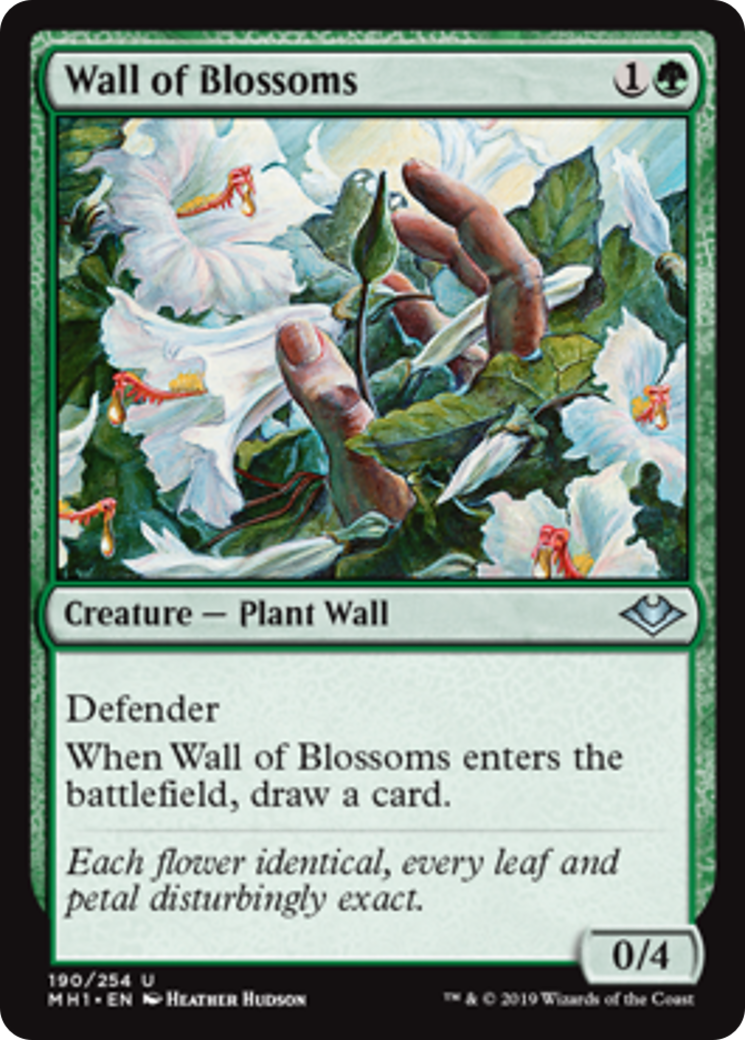 Wall of Blossoms 1
Creature — Plant Wall
Defender
When Wall of Blossoms enters the
battlefield, draw a card.
Each flower identical, every leaf and
petal disturbingly exact.
0/4
190/254 U
MH1 • EN Heather Hudson
™ & © 2019 Wizards of the Coast